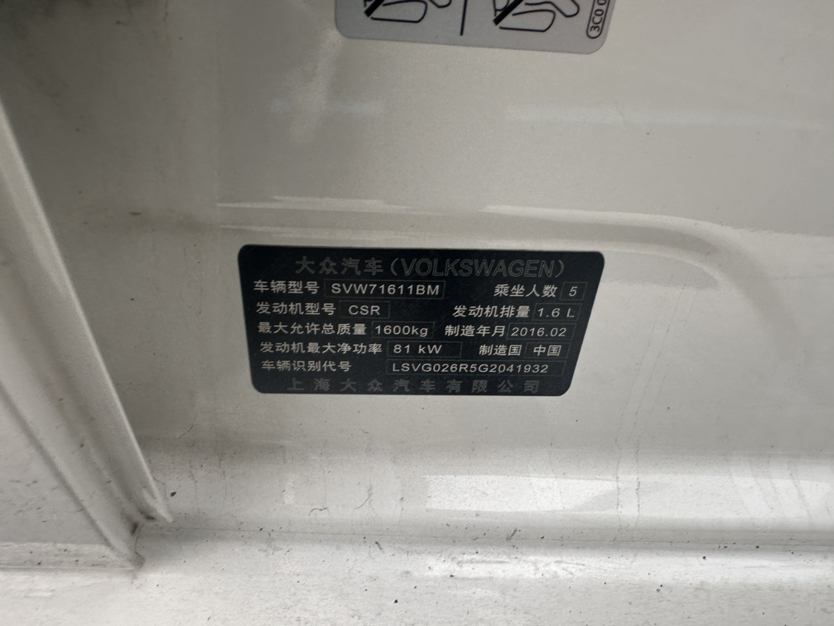 3C0 0
大众汽车（VOLKSWAGEN）
车辆型号 SVW71611BM 乘坐人数 5
发动机型号 CSR 发动机排量 1.6 L
最大允许总质量 1600kg 制造年月 2016.02
发动机最大净功率 81 kW 制造国 中国
车辆识别代号 LSVG026R5G2041932
上海大众汽车有限公司